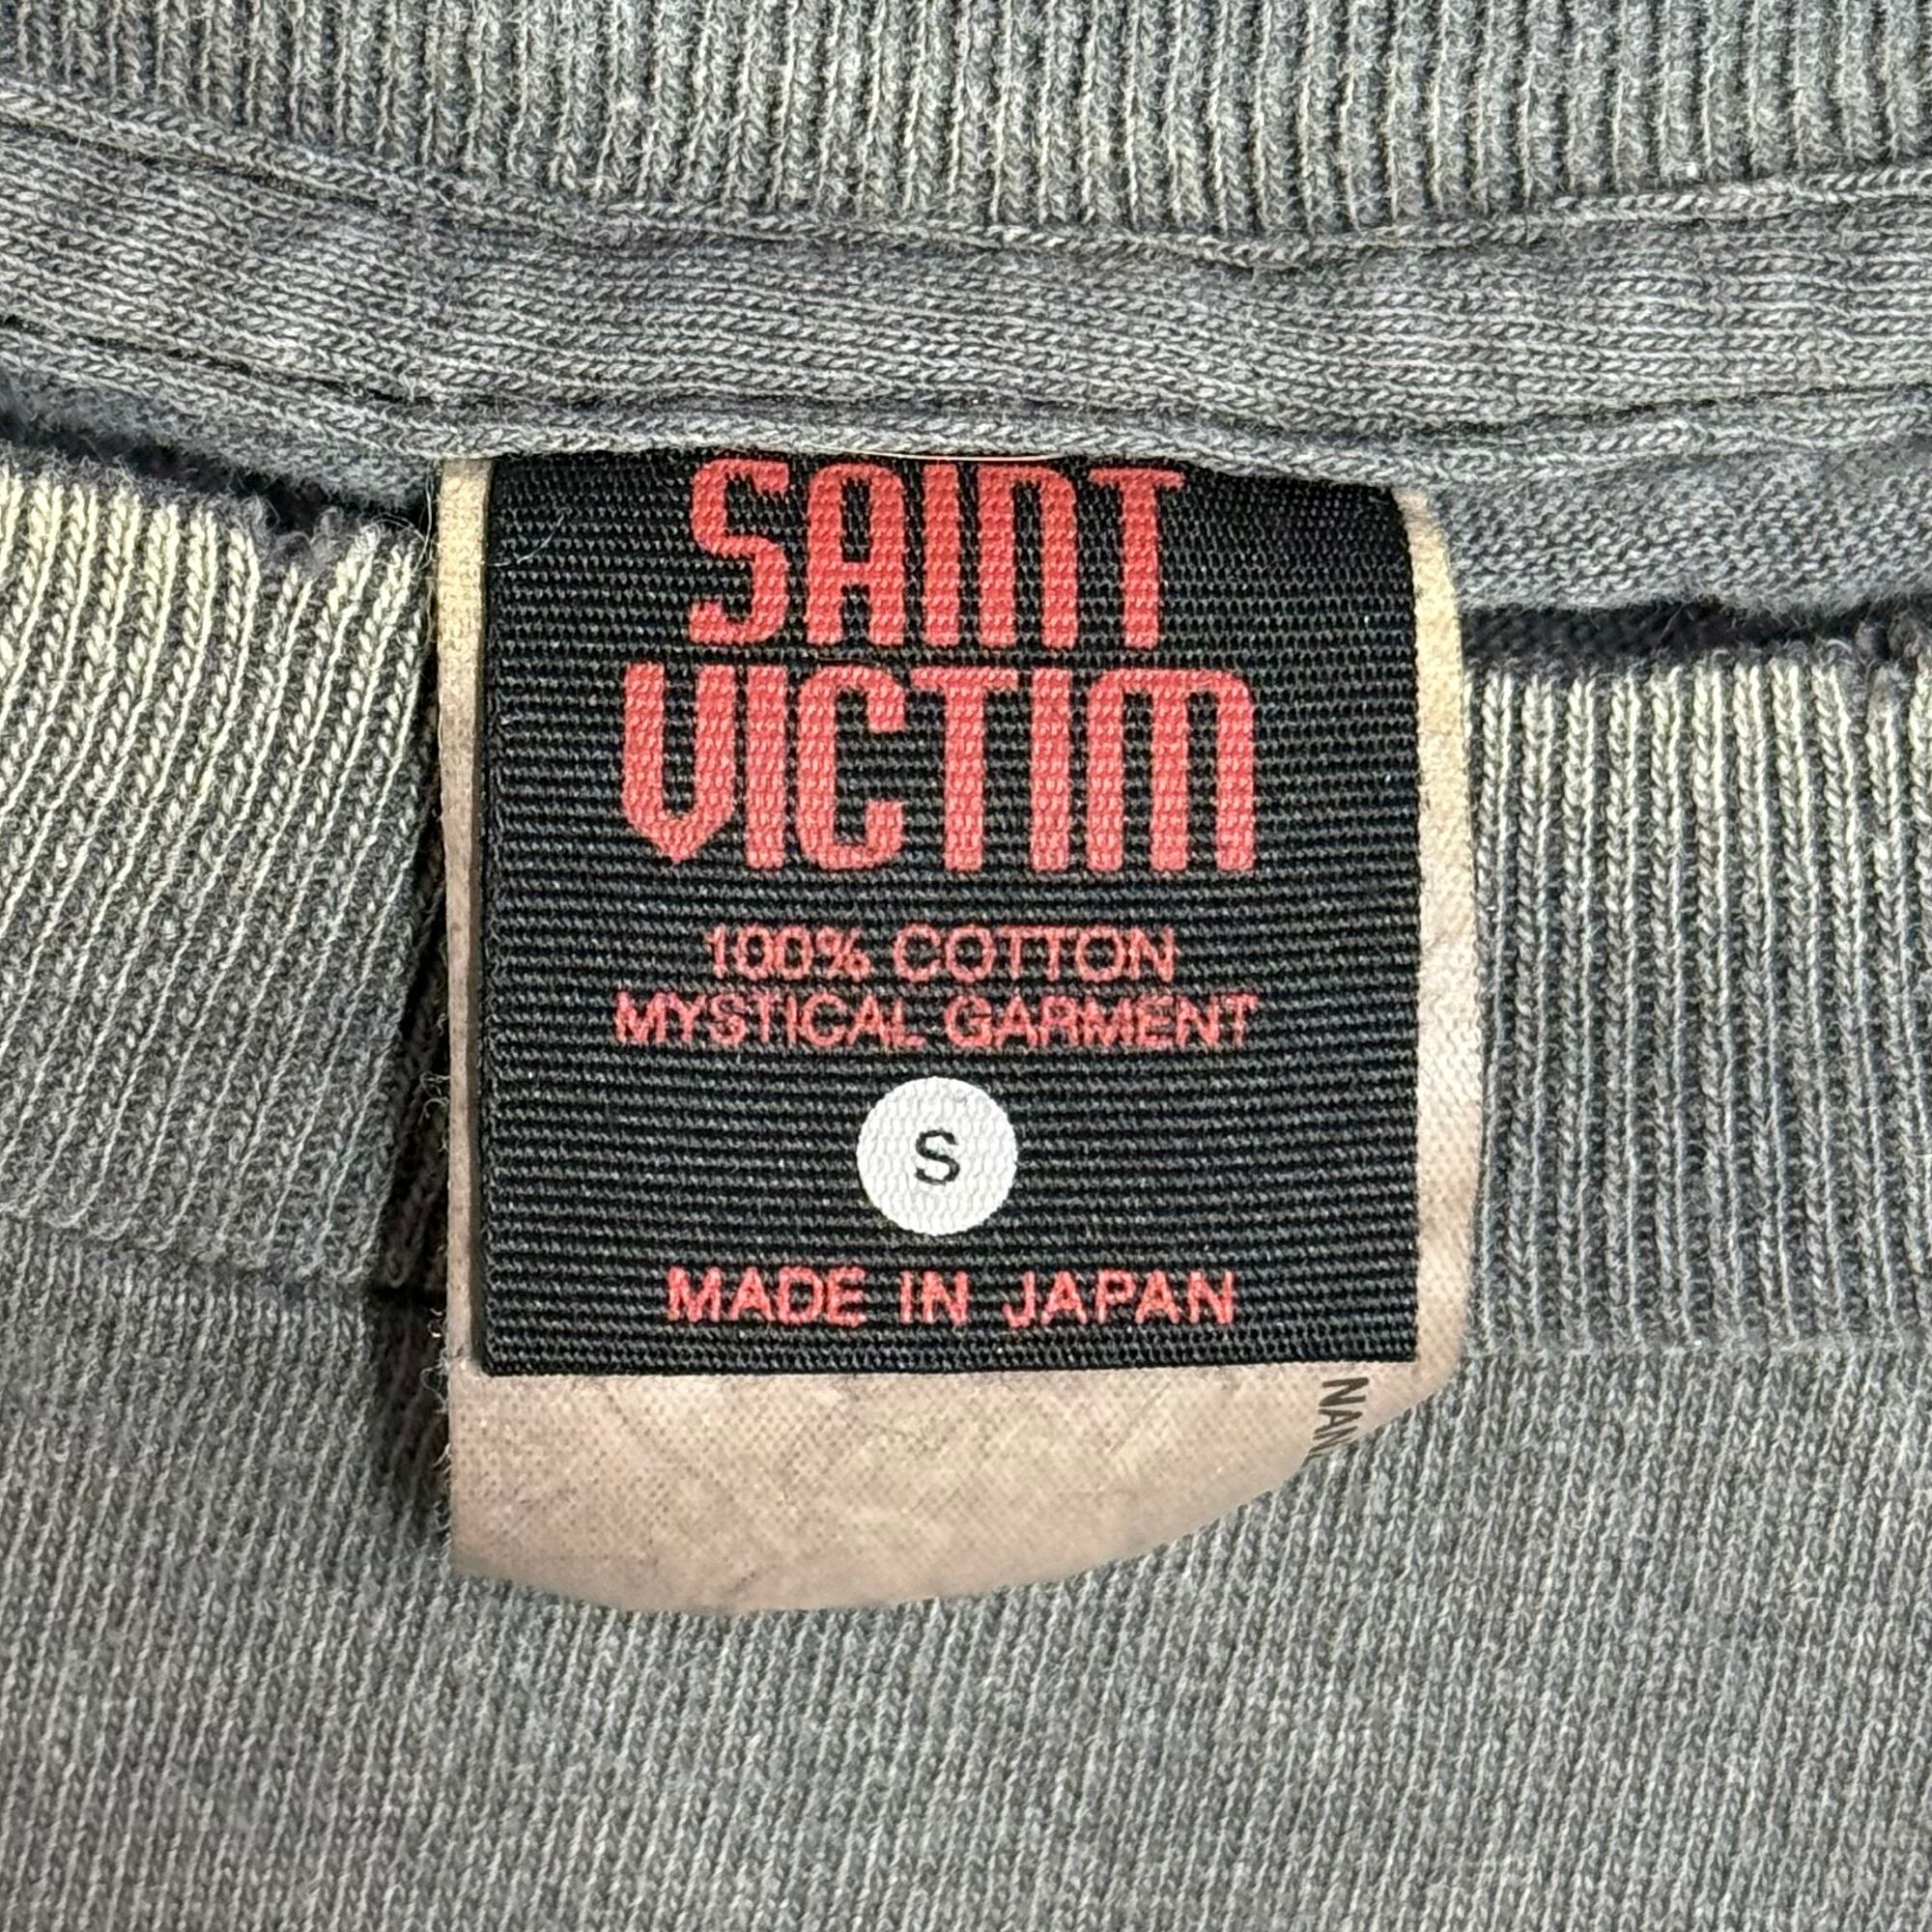 SAINT
VICTIM
100% COTTON
MYSTICAL GARMENT
S
MADE IN JAPAN